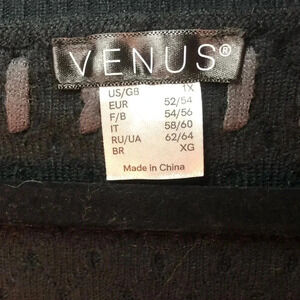 VENUS®
US/GB 1X
EUR 52/54
F/B 54/56
IT 58/60
RU/UA 62/64
BR XG
Made in China